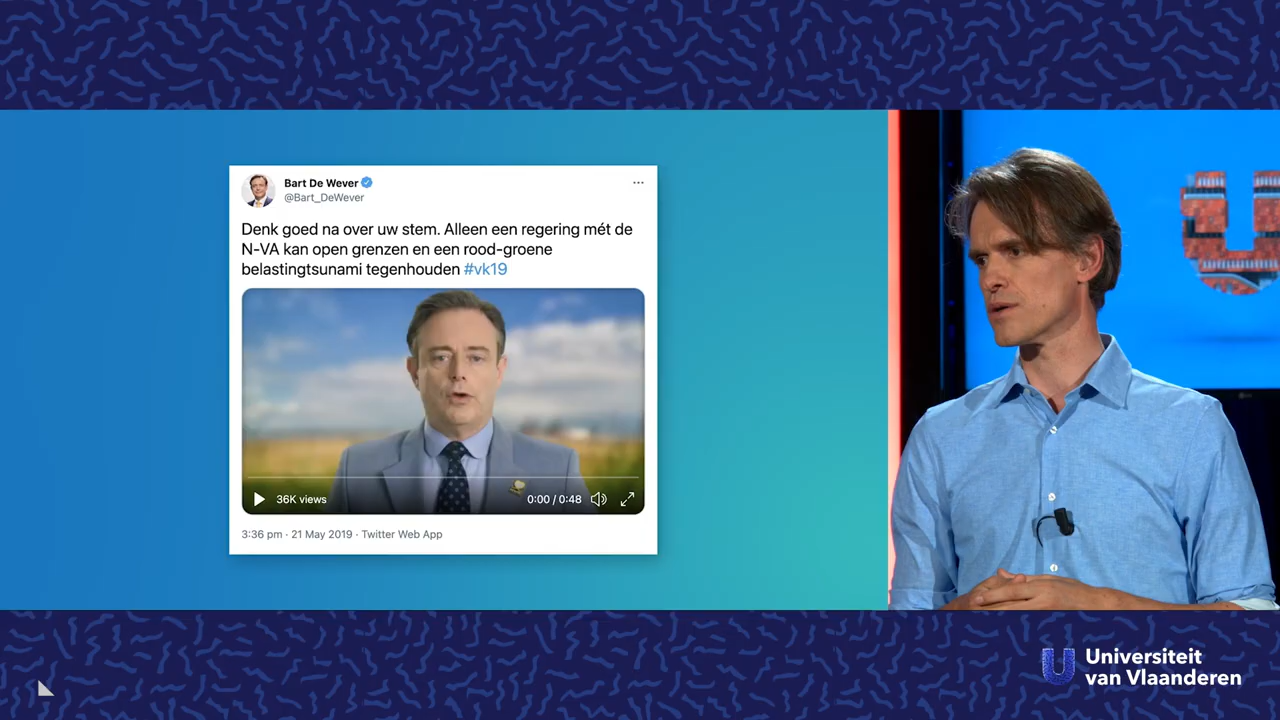 Bart De Wever
@Bart_DeWever
Denk goed na over uw stem. Alleen een regering mét de
N-VA kan open grenzen en een rood-groene
belastingtsunami tegenhouden #vk19
36K views
0:00 / 0:48
3:36 pm · 21 May 2019 · Twitter Web App
U
Universiteit
van Vlaanderen